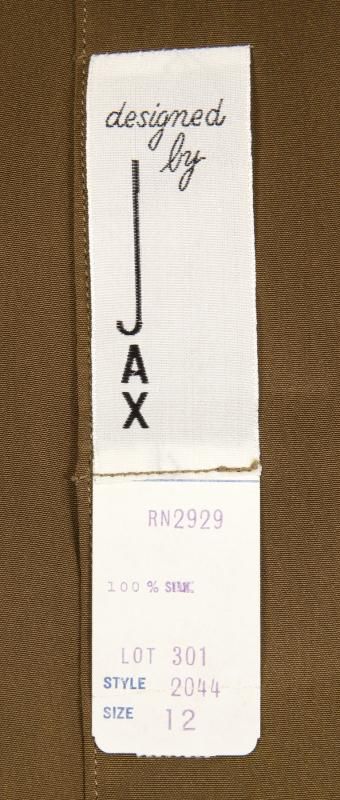 designed
by
JAX
RN2929
100% SILK
LOT 301
STYLE 2044
SIZE 12